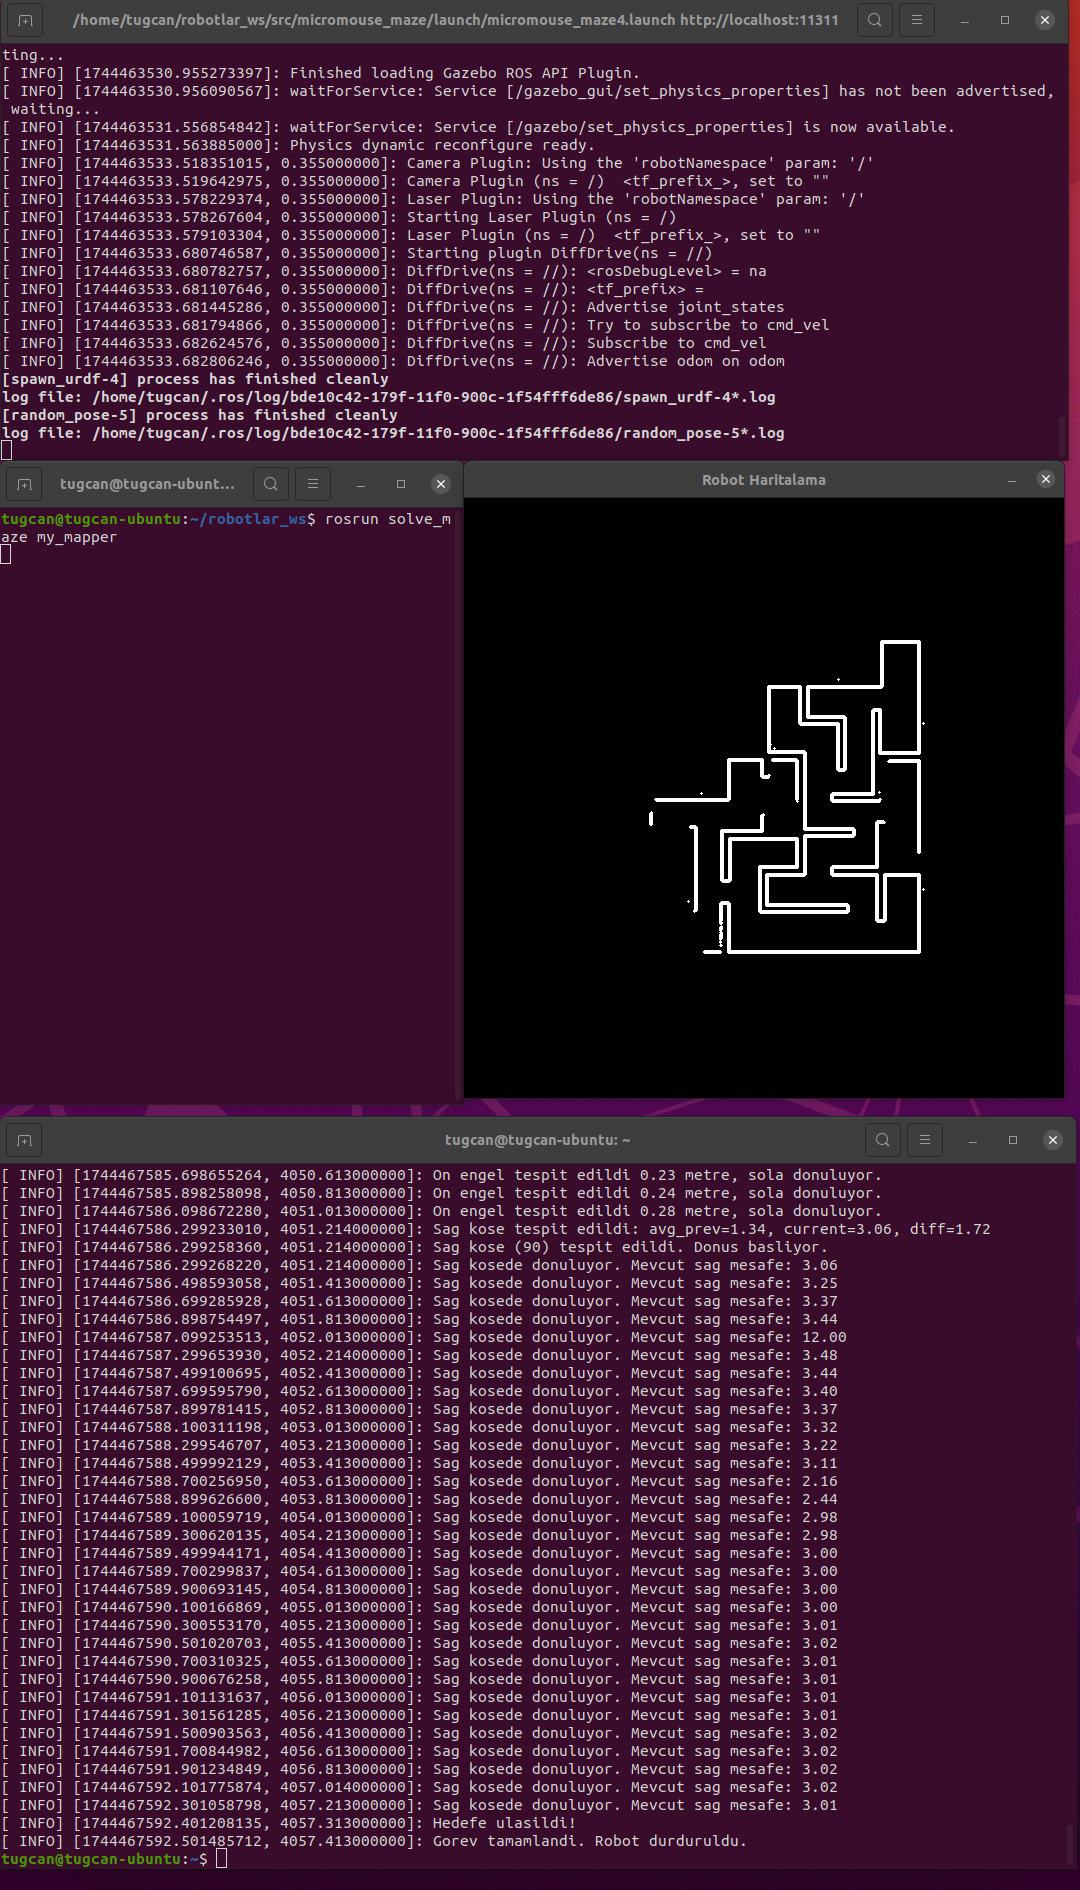 /home/tugcan/robotlar_ws/src/micromouse_maze/launch/micromouse_maze4.launch http://localhost:11311
ting...
[ INFO] [1744463530.955273397]: Finished loading Gazebo ROS API Plugin.
[ INFO] [1744463530.956090567]: waitForService: Service [/gazebo_gui/set_physics_properties] has not been advertised,
waiting...
[ INFO] [1744463531.556854842]: waitForService: Service [/gazebo/set_physics_properties] is now available.
[ INFO] [1744463531.563885000]: Physics dynamic reconfigure ready.
[ INFO] [1744463533.518351015, 0.355000000]: Camera Plugin: Using the 'robotNamespace' param: '/'
[ INFO] [1744463533.519642975, 0.355000000]: Camera Plugin (ns = /)  <tf_prefix_>, set to ""
[ INFO] [1744463533.578229374, 0.355000000]: Laser Plugin: Using the 'robotNamespace' param: '/'
[ INFO] [1744463533.578267604, 0.355000000]: Starting Laser Plugin (ns = /)
[ INFO] [1744463533.579103304, 0.355000000]: Laser Plugin (ns = /)  <tf_prefix_>, set to ""
[ INFO] [1744463533.680746587, 0.355000000]: Starting plugin DiffDrive(ns = //)
[ INFO] [1744463533.680782757, 0.355000000]: DiffDrive(ns = //): <rosDebugLevel> = na
[ INFO] [1744463533.681107646, 0.355000000]: DiffDrive(ns = //): <tf_prefix> =
[ INFO] [1744463533.681445286, 0.355000000]: DiffDrive(ns = //): Advertise joint_states
[ INFO] [1744463533.681794866, 0.355000000]: DiffDrive(ns = //): Try to subscribe to cmd_vel
[ INFO] [1744463533.682624576, 0.355000000]: DiffDrive(ns = //): Subscribe to cmd_vel
[ INFO] [1744463533.682806246, 0.355000000]: DiffDrive(ns = //): Advertise odom on odom
[spawn_urdf-4] process has finished cleanly
log file: /home/tugcan/.ros/log/bde10c42-179f-11f0-900c-1f54fff6de86/spawn_urdf-4*.log
[random_pose-5] process has finished cleanly
log file: /home/tugcan/.ros/log/bde10c42-179f-11f0-900c-1f54fff6de86/random_pose-5*.log
tugcan@tugcan-ubunt...
tugcan@tugcan-ubuntu:~/robotlar_ws$ rosrun solve_m
aze my_mapper
Robot Haritalama
tugcan@tugcan-ubuntu: ~
[ INFO] [1744467585.698655264, 4050.613000000]: On engel tespit edildi 0.23 metre, sola donuluyor.
[ INFO] [1744467585.898258098, 4050.813000000]: On engel tespit edildi 0.24 metre, sola donuluyor.
[ INFO] [1744467586.098672280, 4051.013000000]: On engel tespit edildi 0.28 metre, sola donuluyor.
[ INFO] [1744467586.299233010, 4051.214000000]: Sag kose tespit edildi: avg_prev=1.34, current=3.06, diff=1.72
[ INFO] [1744467586.299258360, 4051.214000000]: Sag kose (90) tespit edildi. Donus basliyor.
[ INFO] [1744467586.299268220, 4051.214000000]: Sag kosede donuluyor. Mevcut sag mesafe: 3.06
[ INFO] [1744467586.498593058, 4051.413000000]: Sag kosede donuluyor. Mevcut sag mesafe: 3.25
[ INFO] [1744467586.699285928, 4051.613000000]: Sag kosede donuluyor. Mevcut sag mesafe: 3.37
[ INFO] [1744467586.898754497, 4051.813000000]: Sag kosede donuluyor. Mevcut sag mesafe: 3.44
[ INFO] [1744467587.099253513, 4052.013000000]: Sag kosede donuluyor. Mevcut sag mesafe: 12.00
[ INFO] [1744467587.299653930, 4052.214000000]: Sag kosede donuluyor. Mevcut sag mesafe: 3.48
[ INFO] [1744467587.499100695, 4052.413000000]: Sag kosede donuluyor. Mevcut sag mesafe: 3.44
[ INFO] [1744467587.699595790, 4052.613000000]: Sag kosede donuluyor. Mevcut sag mesafe: 3.40
[ INFO] [1744467587.899781415, 4052.813000000]: Sag kosede donuluyor. Mevcut sag mesafe: 3.37
[ INFO] [1744467588.100311198, 4053.013000000]: Sag kosede donuluyor. Mevcut sag mesafe: 3.32
[ INFO] [1744467588.299546707, 4053.213000000]: Sag kosede donuluyor. Mevcut sag mesafe: 3.22
[ INFO] [1744467588.499992129, 4053.413000000]: Sag kosede donuluyor. Mevcut sag mesafe: 3.11
[ INFO] [1744467588.700256950, 4053.613000000]: Sag kosede donuluyor. Mevcut sag mesafe: 2.16
[ INFO] [1744467588.899626600, 4053.813000000]: Sag kosede donuluyor. Mevcut sag mesafe: 2.44
[ INFO] [1744467589.100059719, 4054.013000000]: Sag kosede donuluyor. Mevcut sag mesafe: 2.98
[ INFO] [1744467589.300620135, 4054.213000000]: Sag kosede donuluyor. Mevcut sag mesafe: 2.98
[ INFO] [1744467589.499944171, 4054.413000000]: Sag kosede donuluyor. Mevcut sag mesafe: 3.00
[ INFO] [1744467589.700299837, 4054.613000000]: Sag kosede donuluyor. Mevcut sag mesafe: 3.00
[ INFO] [1744467589.900693145, 4054.813000000]: Sag kosede donuluyor. Mevcut sag mesafe: 3.00
[ INFO] [1744467590.100166869, 4055.013000000]: Sag kosede donuluyor. Mevcut sag mesafe: 3.00
[ INFO] [1744467590.300553170, 4055.213000000]: Sag kosede donuluyor. Mevcut sag mesafe: 3.01
[ INFO] [1744467590.501020703, 4055.413000000]: Sag kosede donuluyor. Mevcut sag mesafe: 3.02
[ INFO] [1744467590.700310325, 4055.613000000]: Sag kosede donuluyor. Mevcut sag mesafe: 3.01
[ INFO] [1744467590.900676258, 4055.813000000]: Sag kosede donuluyor. Mevcut sag mesafe: 3.01
[ INFO] [1744467591.101131637, 4056.013000000]: Sag kosede donuluyor. Mevcut sag mesafe: 3.01
[ INFO] [1744467591.301561285, 4056.213000000]: Sag kosede donuluyor. Mevcut sag mesafe: 3.01
[ INFO] [1744467591.500903563, 4056.413000000]: Sag kosede donuluyor. Mevcut sag mesafe: 3.02
[ INFO] [1744467591.700844982, 4056.613000000]: Sag kosede donuluyor. Mevcut sag mesafe: 3.02
[ INFO] [1744467591.901234849, 4056.813000000]: Sag kosede donuluyor. Mevcut sag mesafe: 3.02
[ INFO] [1744467592.101775874, 4057.014000000]: Sag kosede donuluyor. Mevcut sag mesafe: 3.02
[ INFO] [1744467592.301058798, 4057.213000000]: Sag kosede donuluyor. Mevcut sag mesafe: 3.01
[ INFO] [1744467592.401208135, 4057.313000000]: Hedefe ulasildi!
[ INFO] [1744467592.501485712, 4057.413000000]: Gorev tamamlandi. Robot durduruldu.
tugcan@tugcan-ubuntu:~$